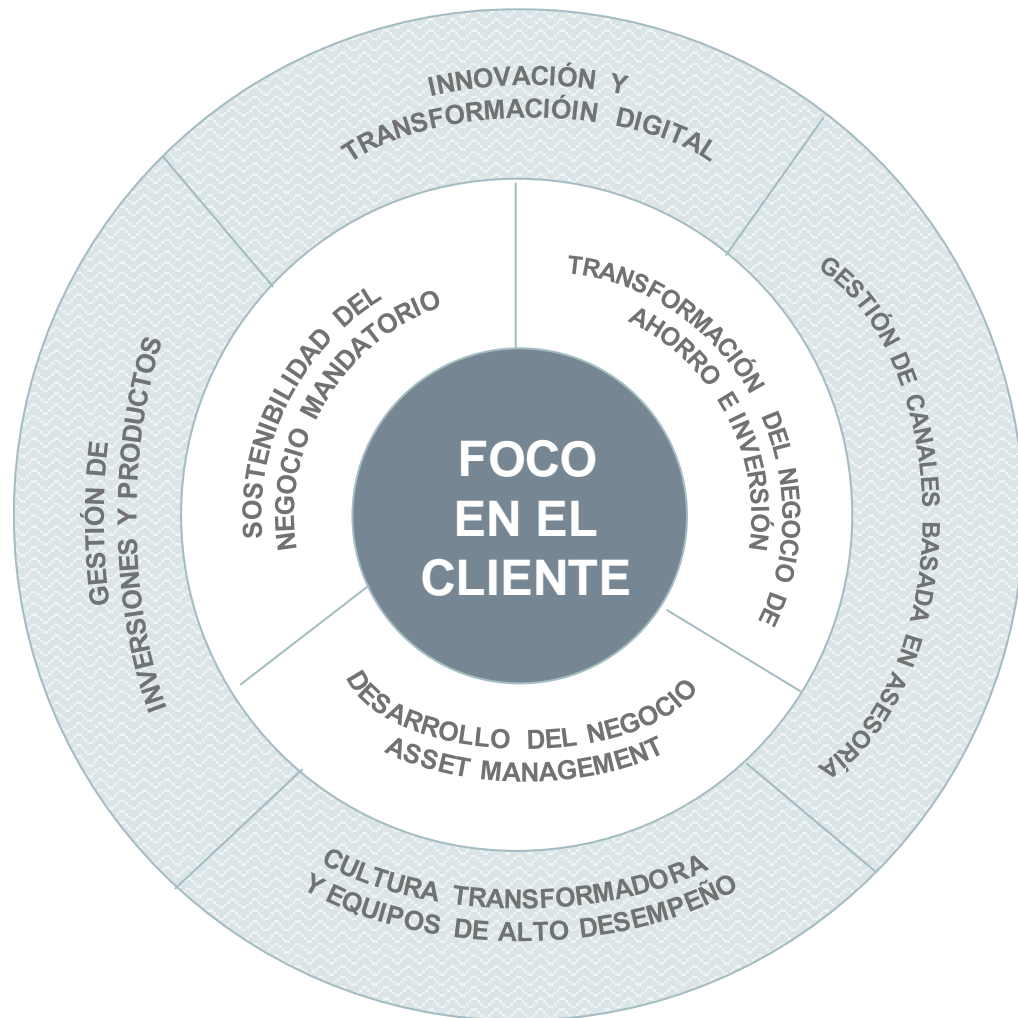 INNOVACIÓN Y
TRANSFORMACIÓIN DIGITAL
GESTIÓN DE CANALES BASADA EN ASESORÍA
CULTURA TRANSFORMADORA
Y EQUIPOS DE ALTO DESEMPEÑO
GESTIÓN DE
INVERSIONES Y PRODUCTOS
SOSTENIBILIDAD DEL
NEGOCIO MANDATORIO
TRANSFORMACIÓN DEL NEGOCIO DE
AHORRO E INVERSIÓN
DESARROLLO DEL NEGOCIO
ASSET MANAGEMENT
FOCO
EN EL
CLIENTE